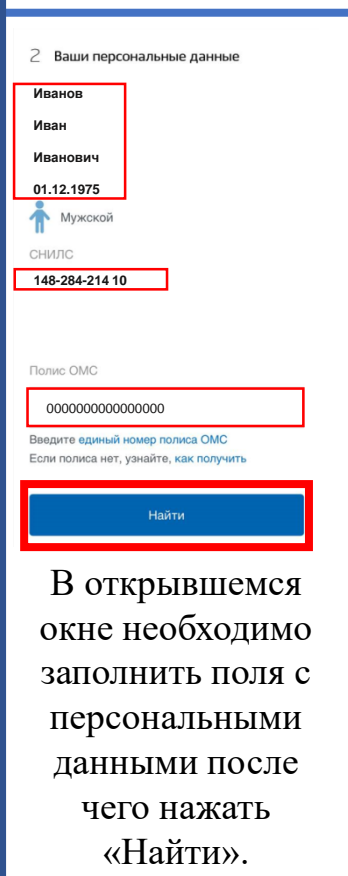 2 Ваши персональные данные
Иванов
Иван
Иванович
01.12.1975
Мужской
СНИЛС
148-284-214 10
Полис ОМС
0000000000000000
Введите единый номер полиса ОМС
Если полиса нет, узнайте, как получить
Найти
В открывшемся
окне необходимо
заполнить поля с
персональными
данными после
чего нажать
«Найти».